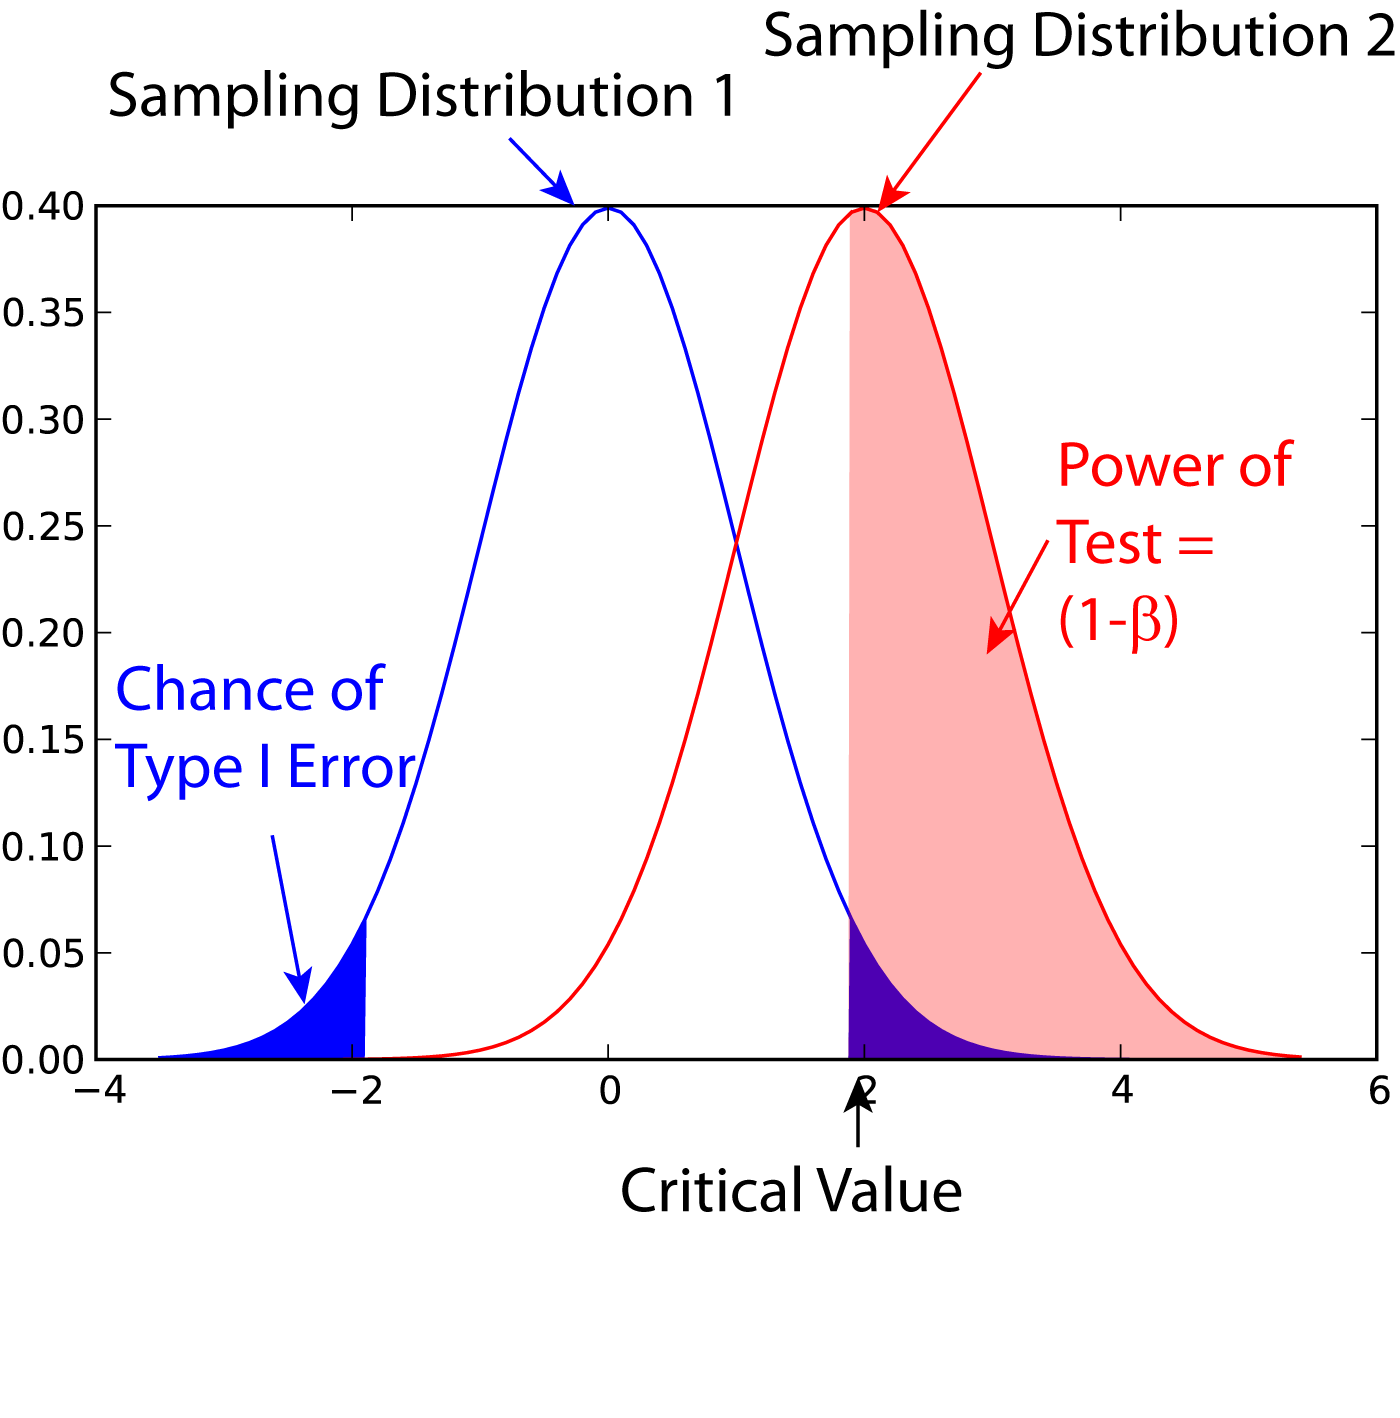 Sampling Distribution 2
Sampling Distribution 1
0.40
0.35
0.30
0.25
0.20
0.15
0.10
0.05
0.00
Power of
Test =
(1-β)
Chance of
Type I Error
−4 −2 0 2 4 6
Critical Value